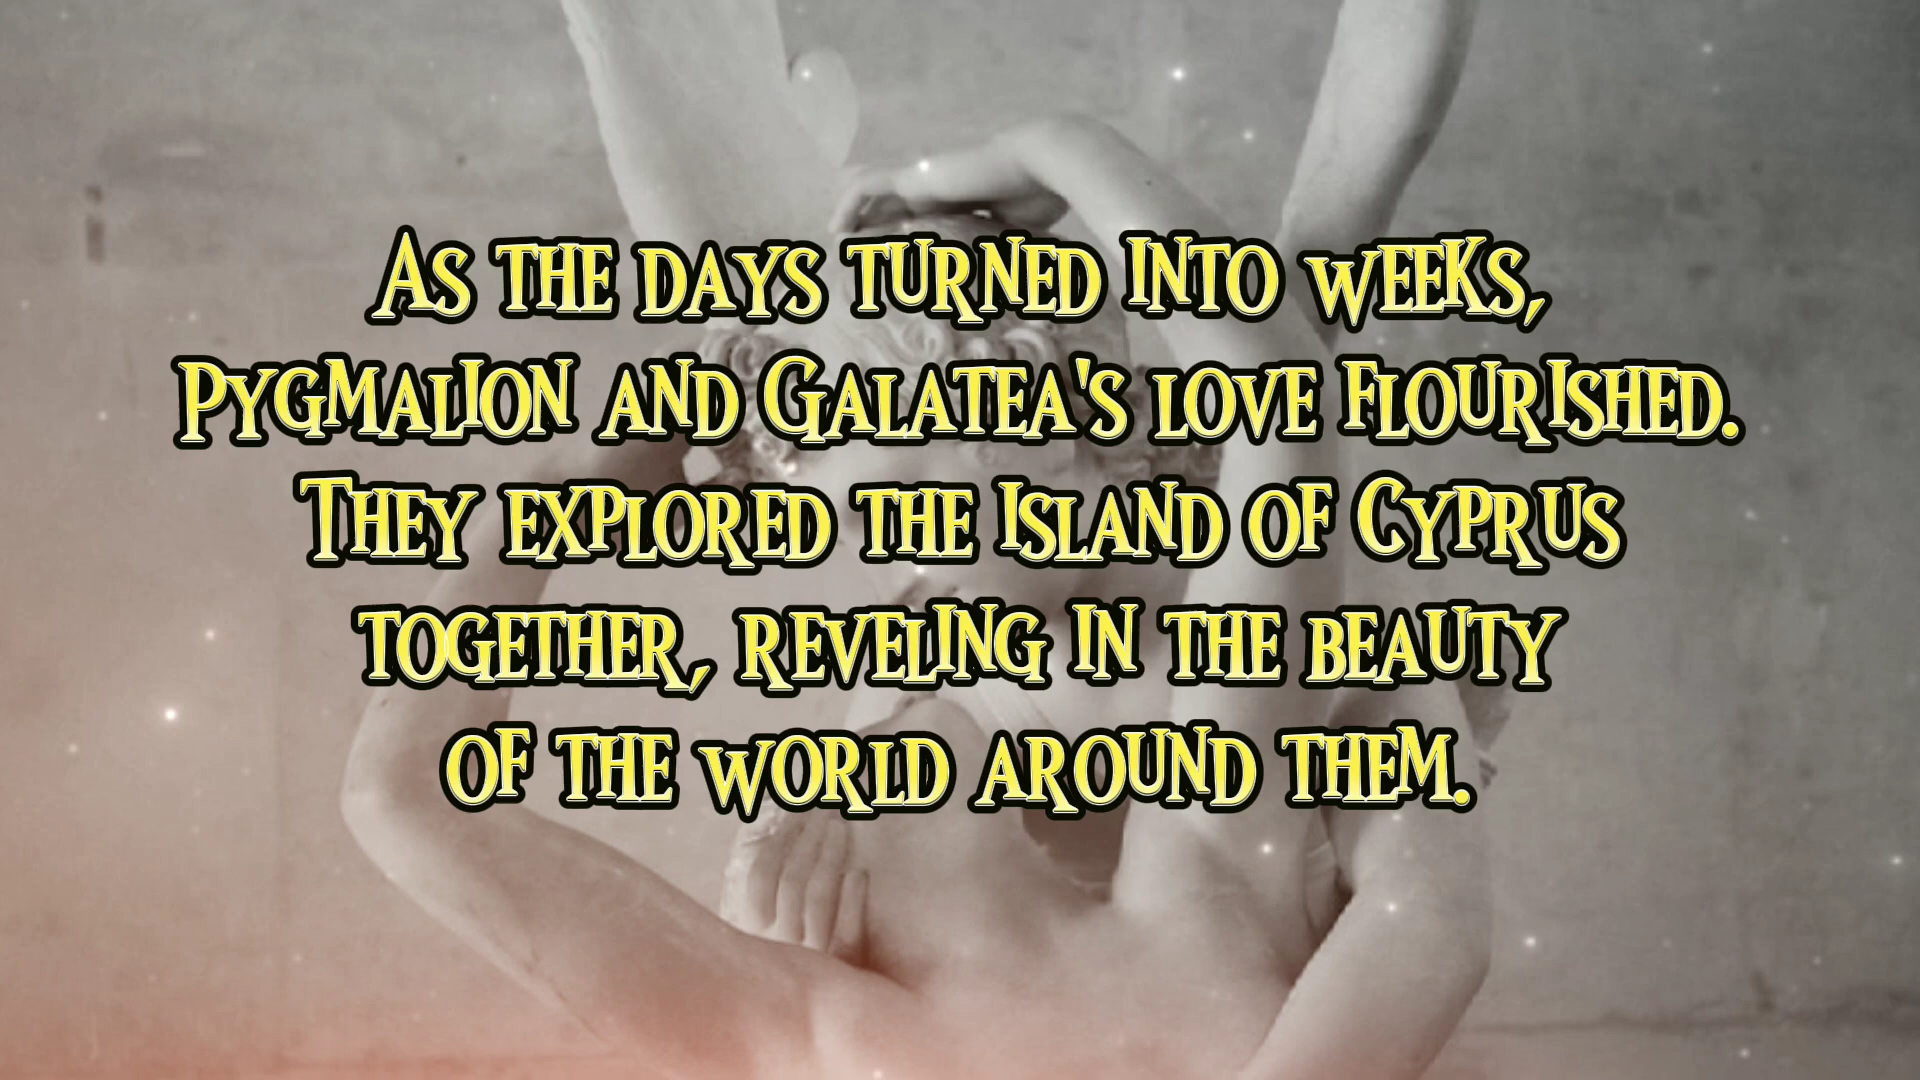 As the days turned into weeks,
Pygmalion and Galatea's love flourished.
They explored the island of Cyprus
together, reveling in the beauty
of the world around them.